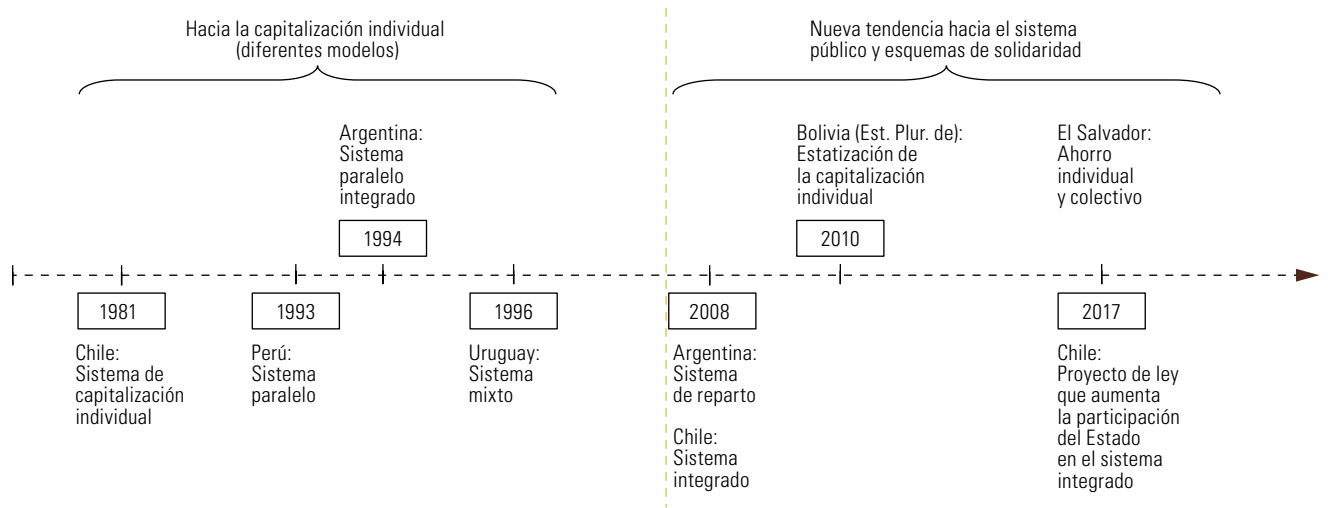 Hacia la capitalización individual
(diferentes modelos)
Nueva tendencia hacia el sistema
público y esquemas de solidaridad
Argentina:
Sistema
paralelo
integrado
1994
Bolivia (Est. Plur. de):
Estatización de
la capitalización
individual
2010
El Salvador:
Ahorro
individual
y colectivo
1981
Chile:
Sistema de
capitalización
individual
1993
Perú:
Sistema
paralelo
1996
Uruguay:
Sistema
mixto
2008
Argentina:
Sistema
de reparto
Chile:
Sistema
integrado
2017
Chile:
Proyecto de ley
que aumenta
la participación
del Estado
en el sistema
integrado